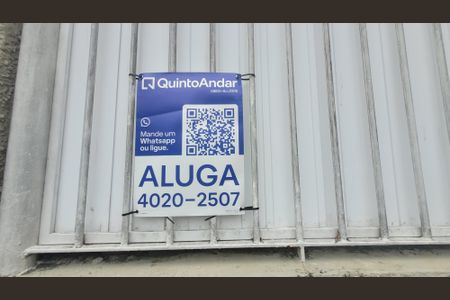 QuintoAndar
Mande um
Whatsapp
ou ligue.
ALUGA
4020-2507